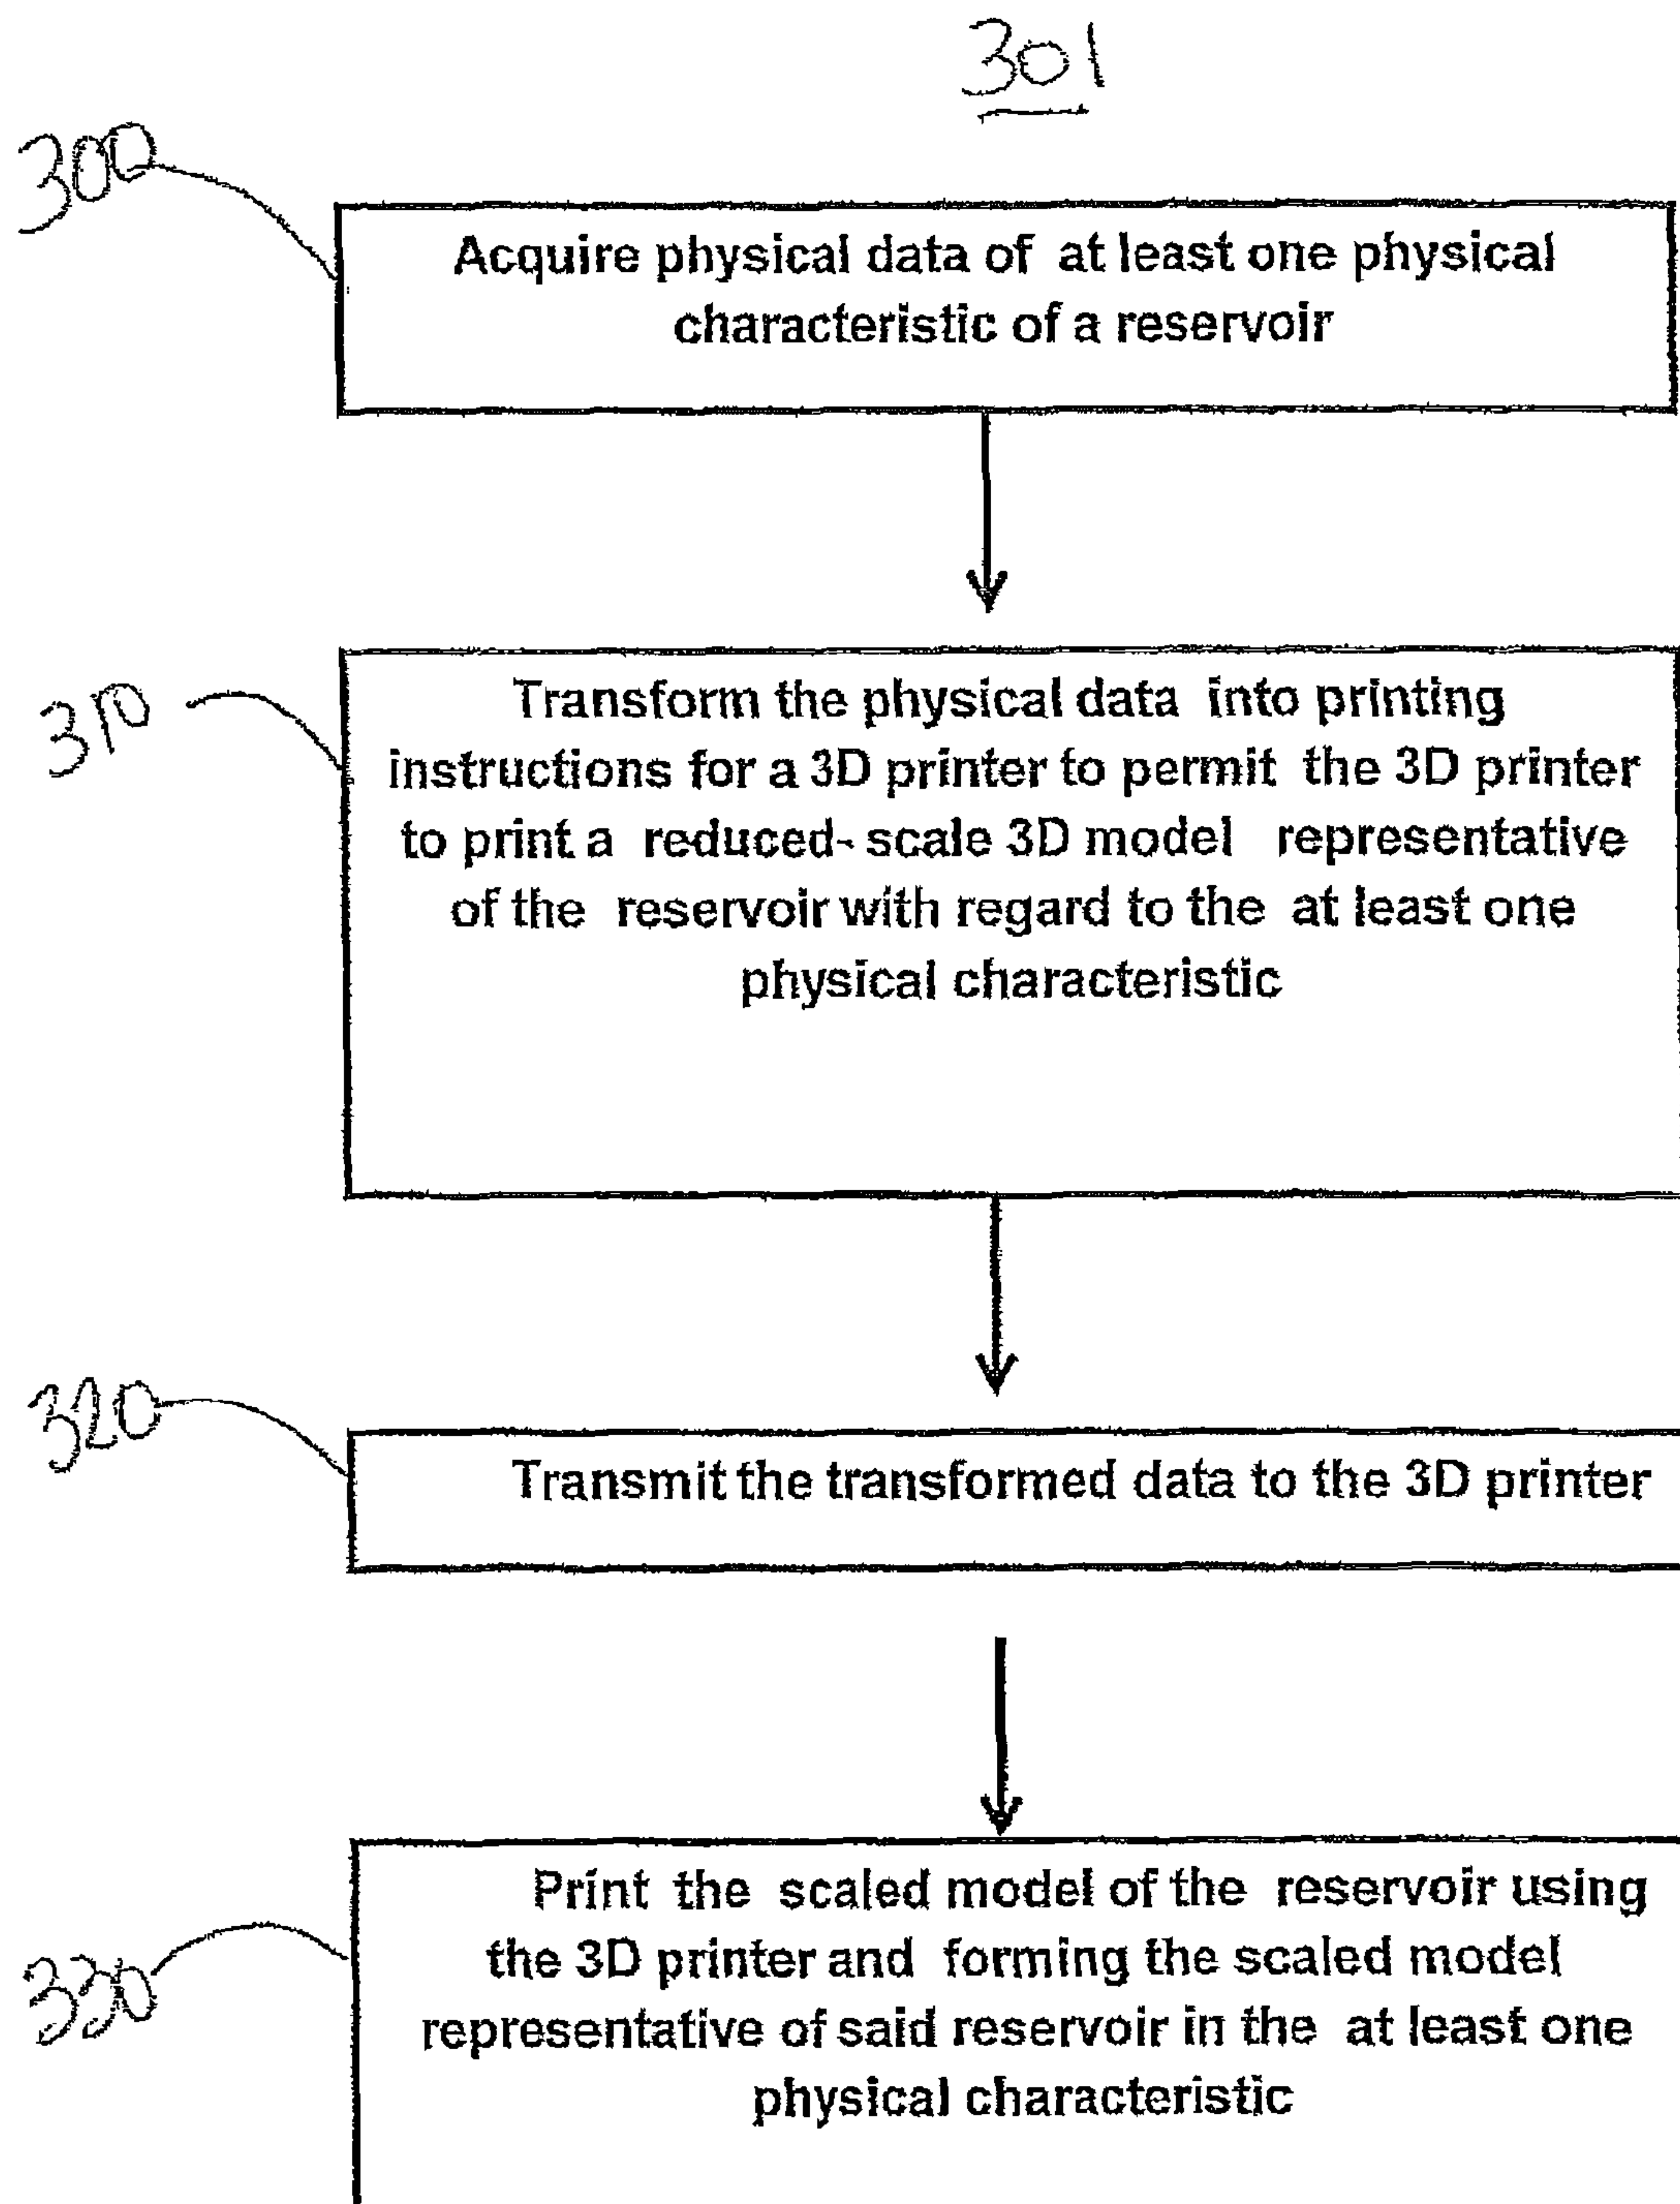 301
300
Acquire physical data of at least one physical
characteristic of a reservoir
310
Transform the physical data into printing
instructions for a 3D printer to permit the 3D printer
to print a reduced- scale 3D model representative
of the reservoir with regard to the at least one
physical characteristic
320
Transmit the transformed data to the 3D printer
330
Print the scaled model of the reservoir using
the 3D printer and forming the scaled model
representative of said reservoir in the at least one
physical characteristic